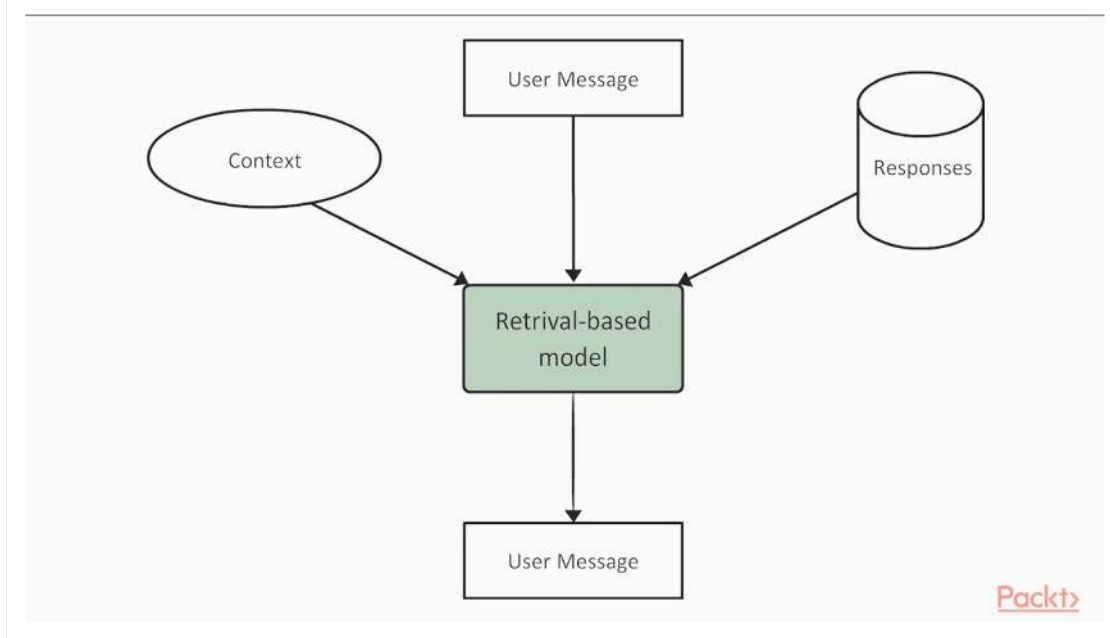 User Message
Context
Responses
Retrival-based
model
User Message
Packt>